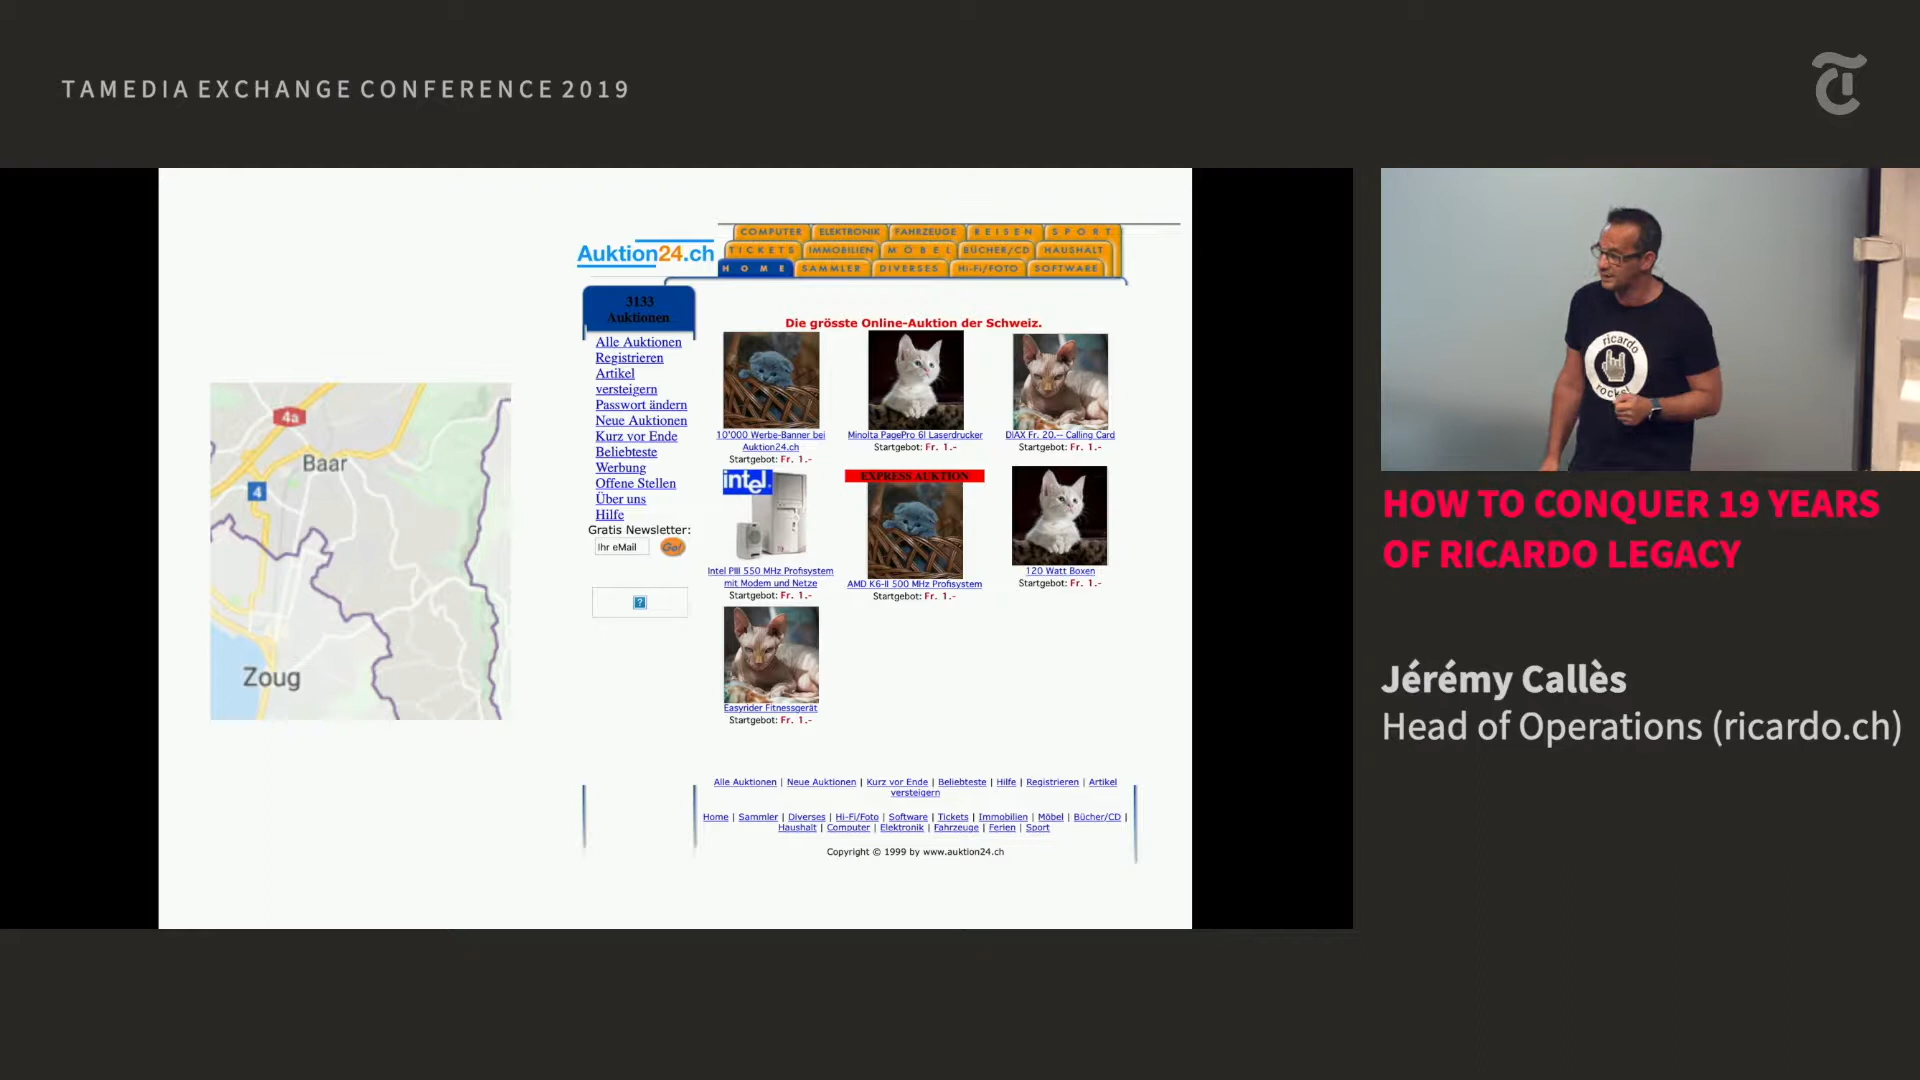 TAMEDIA EXCHANGE CONFERENCE 2019
Auktion24.ch
COMPUTER ELEKTRONIK FAHRZEUGE REISEN SPORT
TICKETS IMMOBILIEN MÖBEL BÜCHER/CD HAUSHALT
HOME SAMMLER DIVERSES Hi-Fi/FOTO SOFTWARE
3133
Auktionen
Alle Auktionen
Registrieren
Artikel
versteigern
Passwort ändern
Neue Auktionen
Kurz vor Ende
Beliebteste
Werbung
Offene Stellen
Über uns
Hilfe
Gratis Newsletter:
Ihr eMail Go!
?
Die grösste Online-Auktion der Schweiz.
10'000 Werbe-Banner bei
Auktion24.ch
Startgebot: Fr. 1.-
Minolta PagePro 6l Laserdrucker
Startgebot: Fr. 1.-
DIAX Fr. 20.-- Calling Card
Startgebot: Fr. 1.-
intel
Intel PIII 550 MHz Profisystem
mit Modem und Netze
Startgebot: Fr. 1.-
EXPRESS AUKTION
AMD K6-II 500 MHz Profisystem
Startgebot: Fr. 1.-
120 Watt Boxen
Startgebot: Fr. 1.-
Easyrider Fitnessgerät
Startgebot: Fr. 1.-
Alle Auktionen | Neue Auktionen | Kurz vor Ende | Beliebteste | Hilfe | Registrieren | Artikel
versteigern
Home | Sammler | Diverses | Hi-Fi/Foto | Software | Tickets | Immobilien | Möbel | Bücher/CD |
Haushalt | Computer | Elektronik | Fahrzeuge | Ferien | Sport
Copyright © 1999 by www.auktion24.ch
4a
Baar
4
Zoug
ricardo
rocks!
HOW TO CONQUER 19 YEARS
OF RICARDO LEGACY
Jérémy Callès
Head of Operations (ricardo.ch)